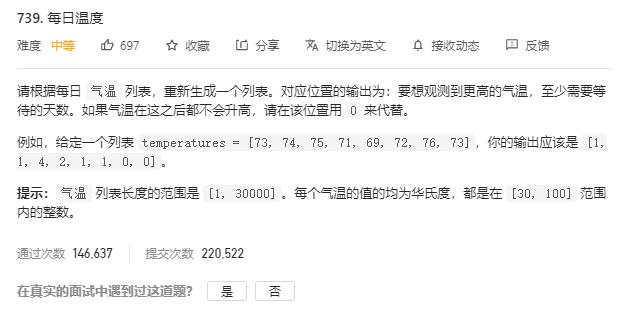 739. 每日温度
难度 中等 697 收藏 分享 切换为英文 接收动态 反馈
请根据每日 气温 列表，重新生成一个列表。对应位置的输出为：要想观测到更高的气温，至少需要等
待的天数。如果气温在这之后都不会升高，请在该位置用 0 来代替。
例如，给定一个列表 temperatures = [73, 74, 75, 71, 69, 72, 76, 73]，你的输出应该是 [1,
1, 4, 2, 1, 1, 0, 0]。
提示：气温 列表长度的范围是 [1, 30000]。每个气温的值的均为华氏度，都是在 [30, 100] 范围
内的整数。
通过次数 146,637 提交次数 220,522
在真实的面试中遇到过这道题？ 是 否